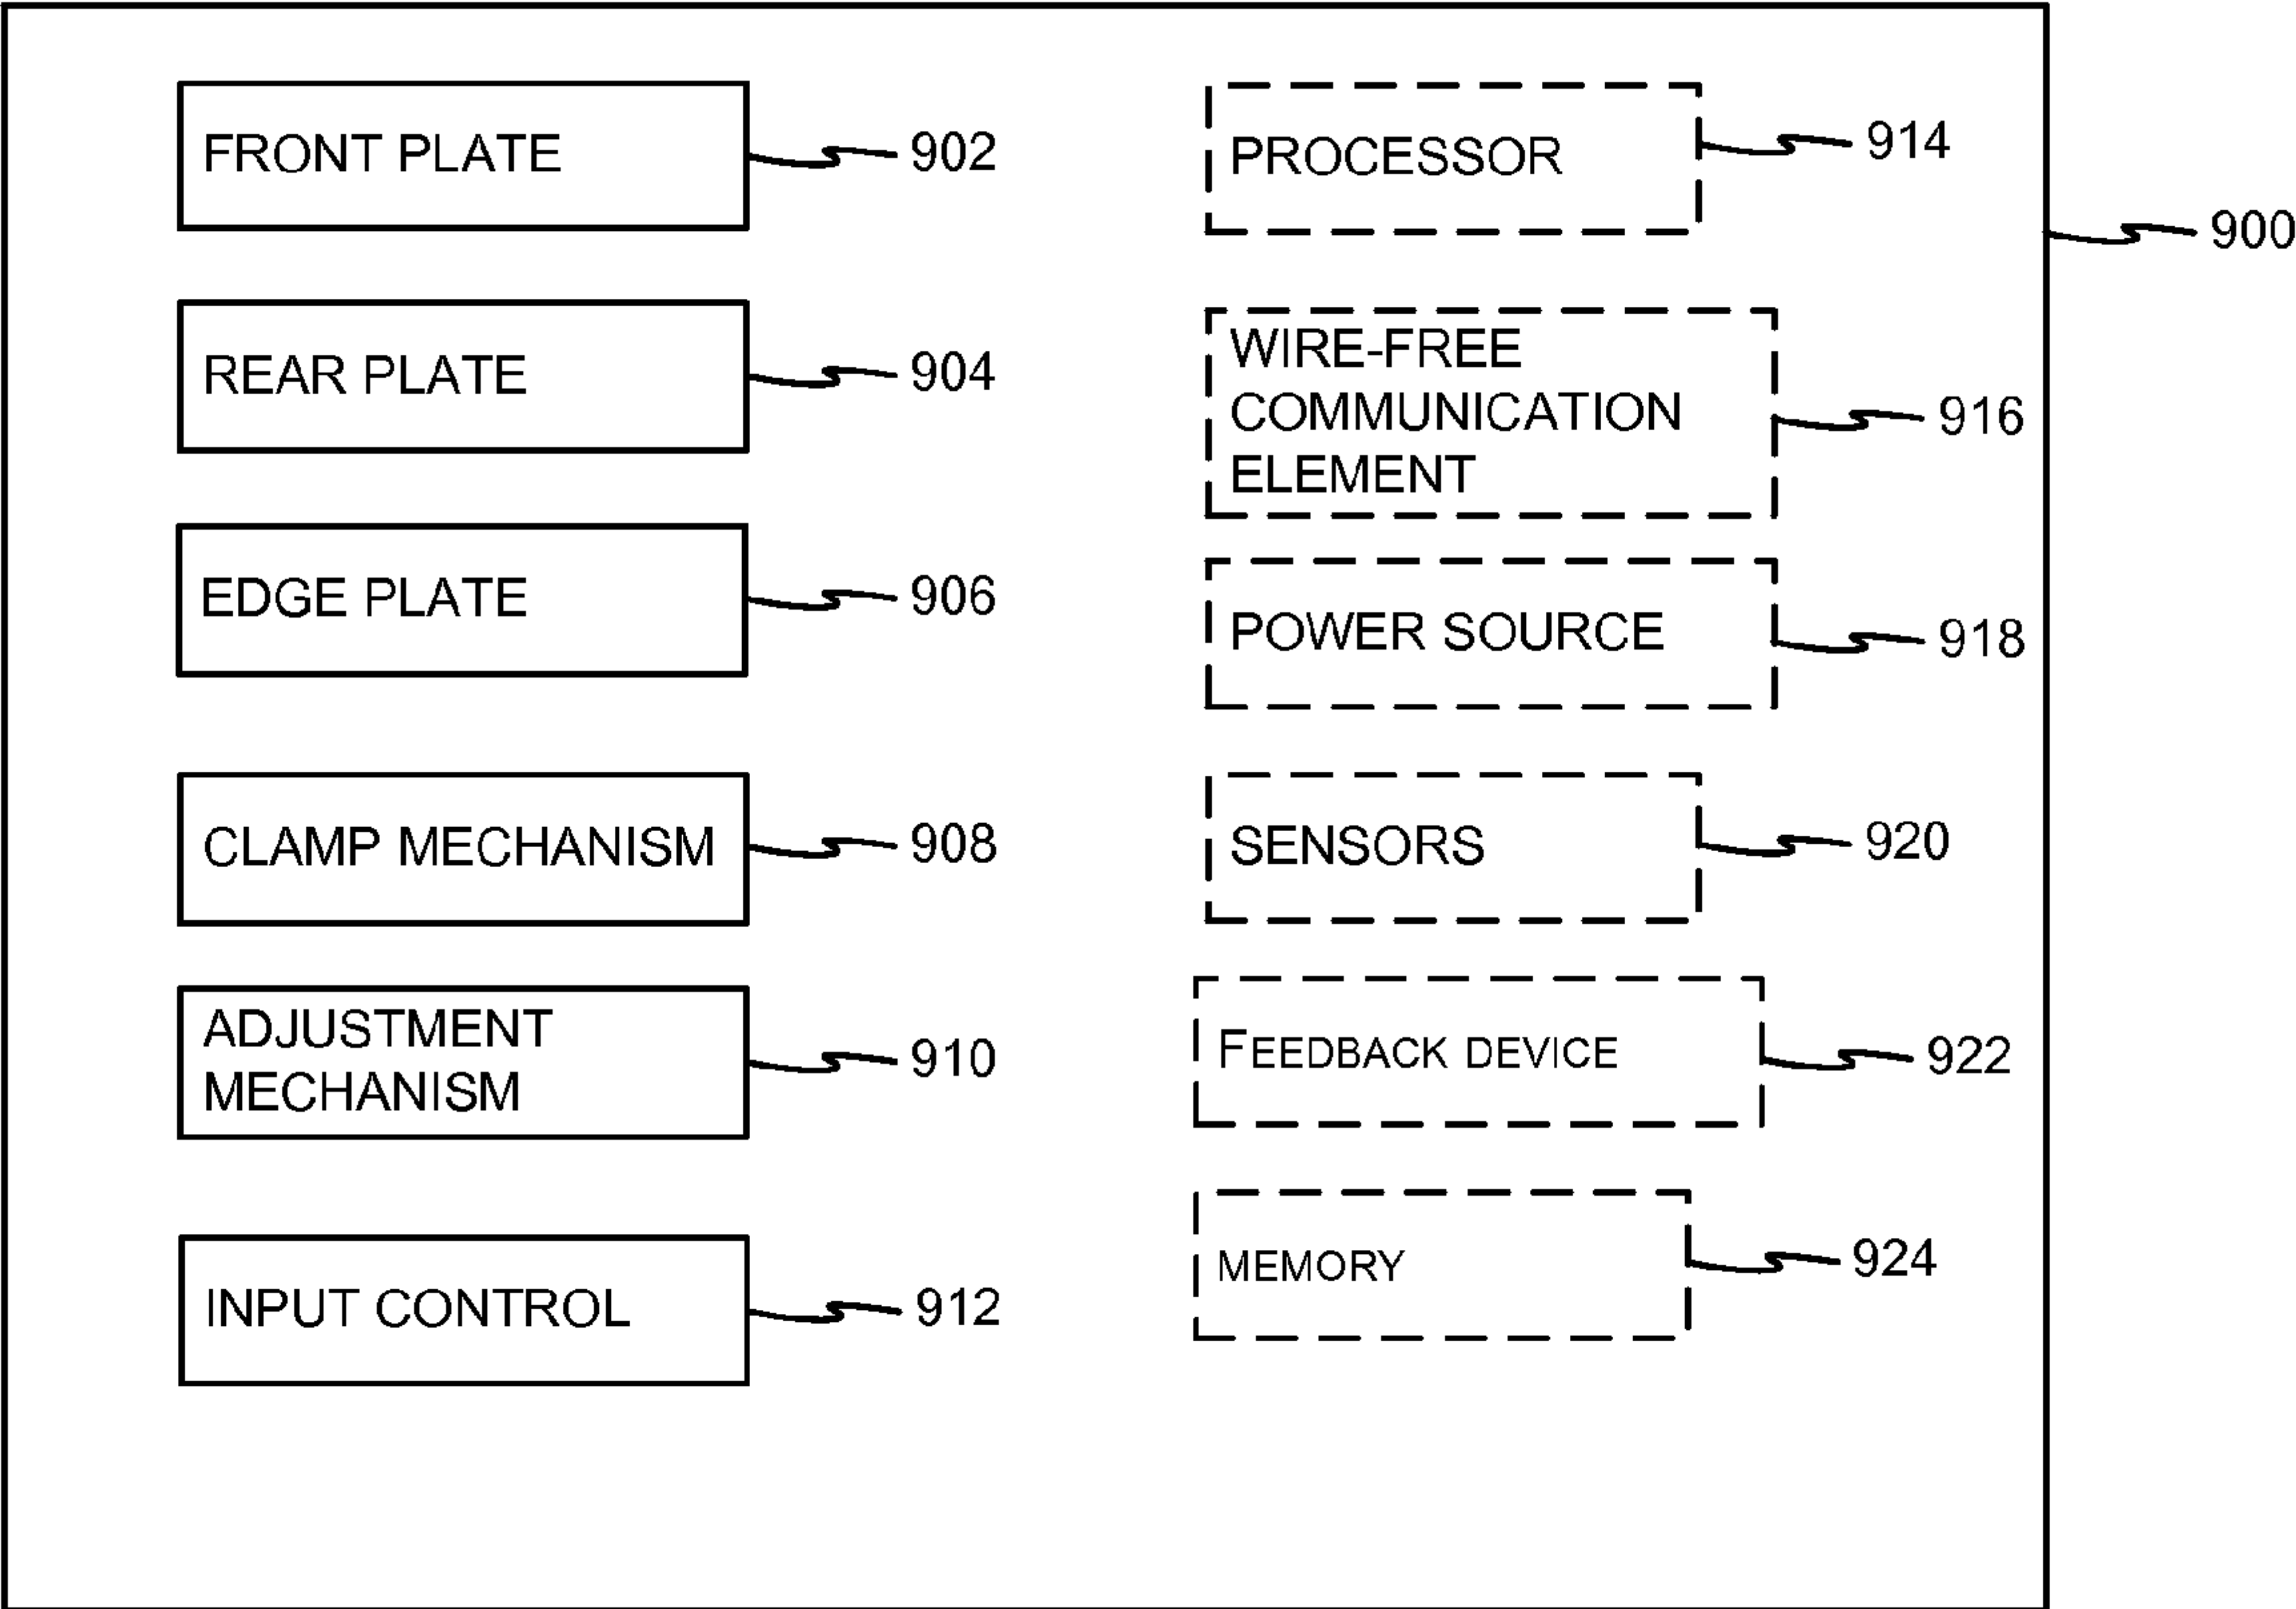 FRONT PLATE
902
REAR PLATE
904
EDGE PLATE
906
CLAMP MECHANISM
908
ADJUSTMENT
MECHANISM
910
INPUT CONTROL
912
PROCESSOR
914
900
WIRE-FREE
COMMUNICATION
ELEMENT
916
POWER SOURCE
918
SENSORS
920
FEEDBACK DEVICE
922
MEMORY
924